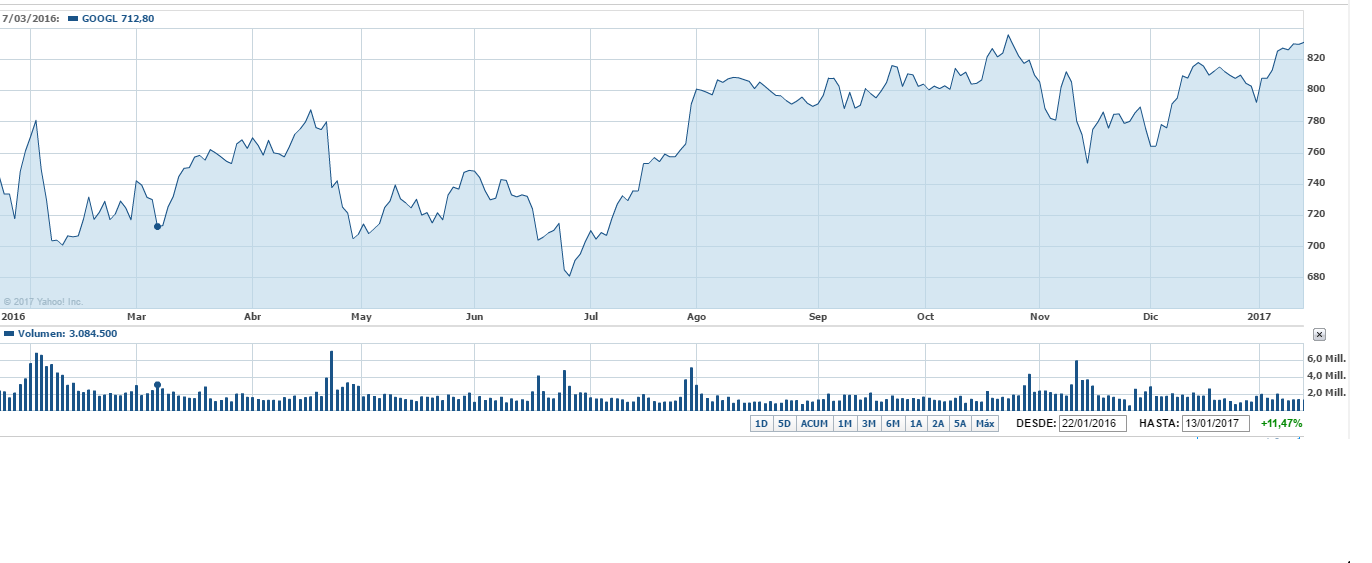 7/03/2016: GOOGL 712,80
820
800
780
760
740
720
700
680
© 2017 Yahoo! Inc.
2016 Mar Abr May Jun Jul Ago Sep Oct Nov Dic 2017
Volumen: 3.084.500
6,0 Mill.
4,0 Mill.
2,0 Mill.
1D 5D ACUM 1M 3M 6M 1A 2A 5A Máx DESDE: 22/01/2016 HASTA: 13/01/2017 +11,47%